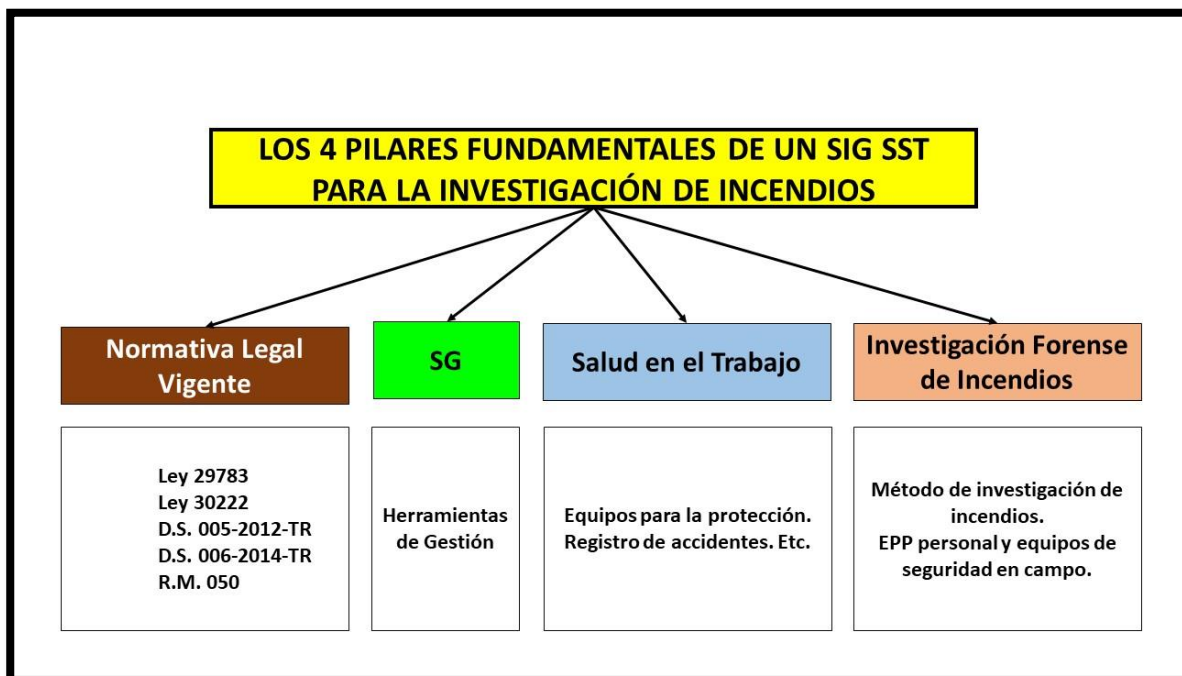 LOS 4 PILARES FUNDAMENTALES DE UN SIG SST
PARA LA INVESTIGACIÓN DE INCENDIOS
Normativa Legal
Vigente
SG
Salud en el Trabajo
Investigación Forense
de Incendios
Ley 29783
Ley 30222
D.S. 005-2012-TR
D.S. 006-2014-TR
R.M. 050
Herramientas
de Gestión
Equipos para la protección.
Registro de accidentes. Etc.
Método de investigación de
incendios.
EPP personal y equipos de
seguridad en campo.